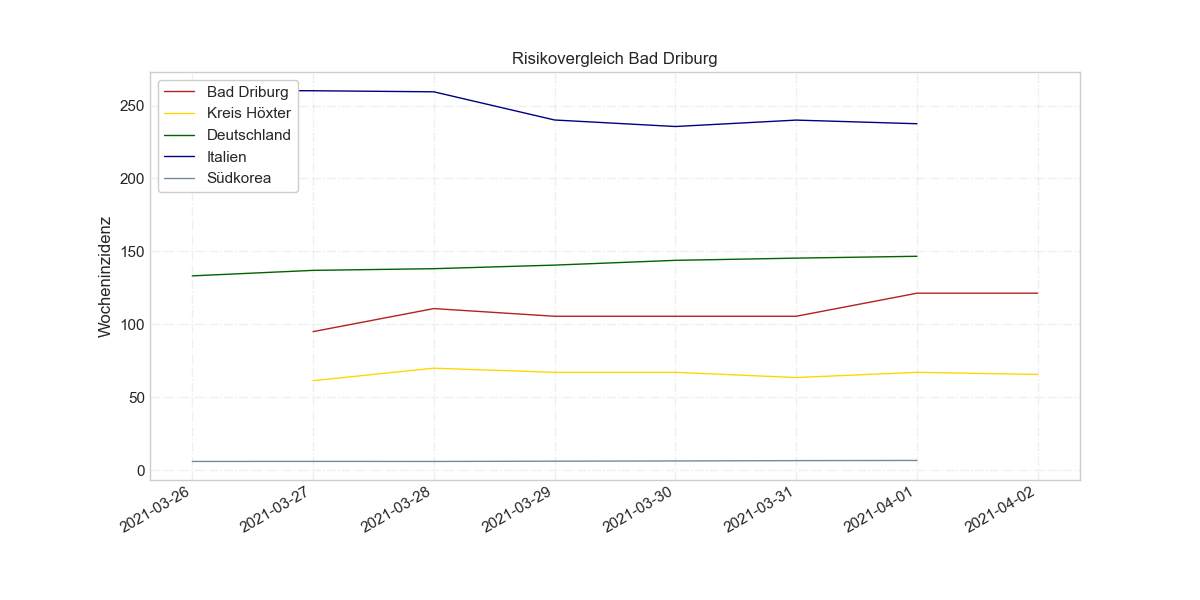 Risikovergleich Bad Driburg
Bad Driburg
Kreis Höxter
Deutschland
Italien
Südkorea
Wocheninzidenz
250
200
150
100
50
0
2021-03-26
2021-03-27
2021-03-28
2021-03-29
2021-03-30
2021-03-31
2021-04-01
2021-04-02